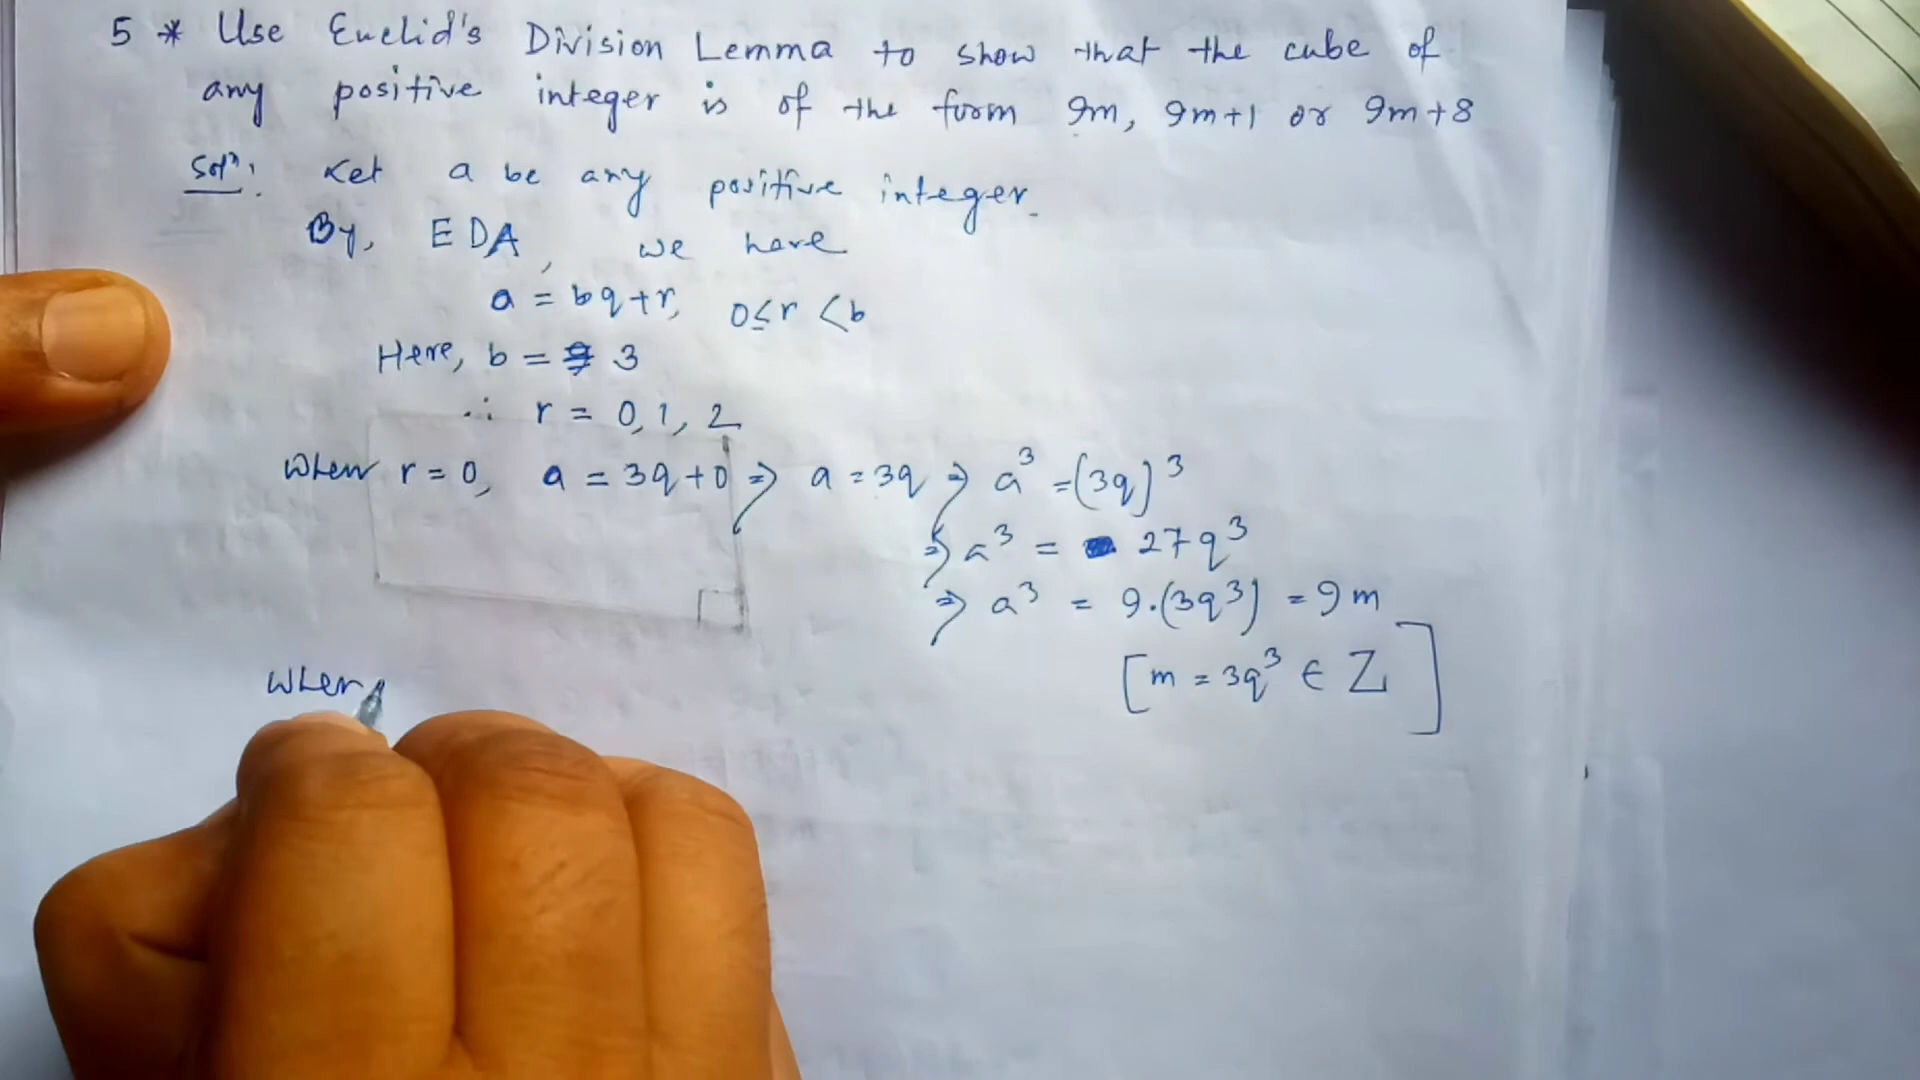 5 * Use Euclid's Division Lemma to show that the cube of
any positive integer is of the form 9m, 9m+1 or 9m+8
Solⁿ: Let a be any positive integer.
By, EDA, we have
a = bq+r, 0≤r <b
Here, b = 3
∴ r = 0,1, 2
When r = 0, a = 3q+0 ⇒ a = 3q ⇒ a³ = (3q)³
⇒ a³ = 27q³
⇒ a³ = 9.(3q³) = 9m
[m = 3q³ ∈ Z]
When